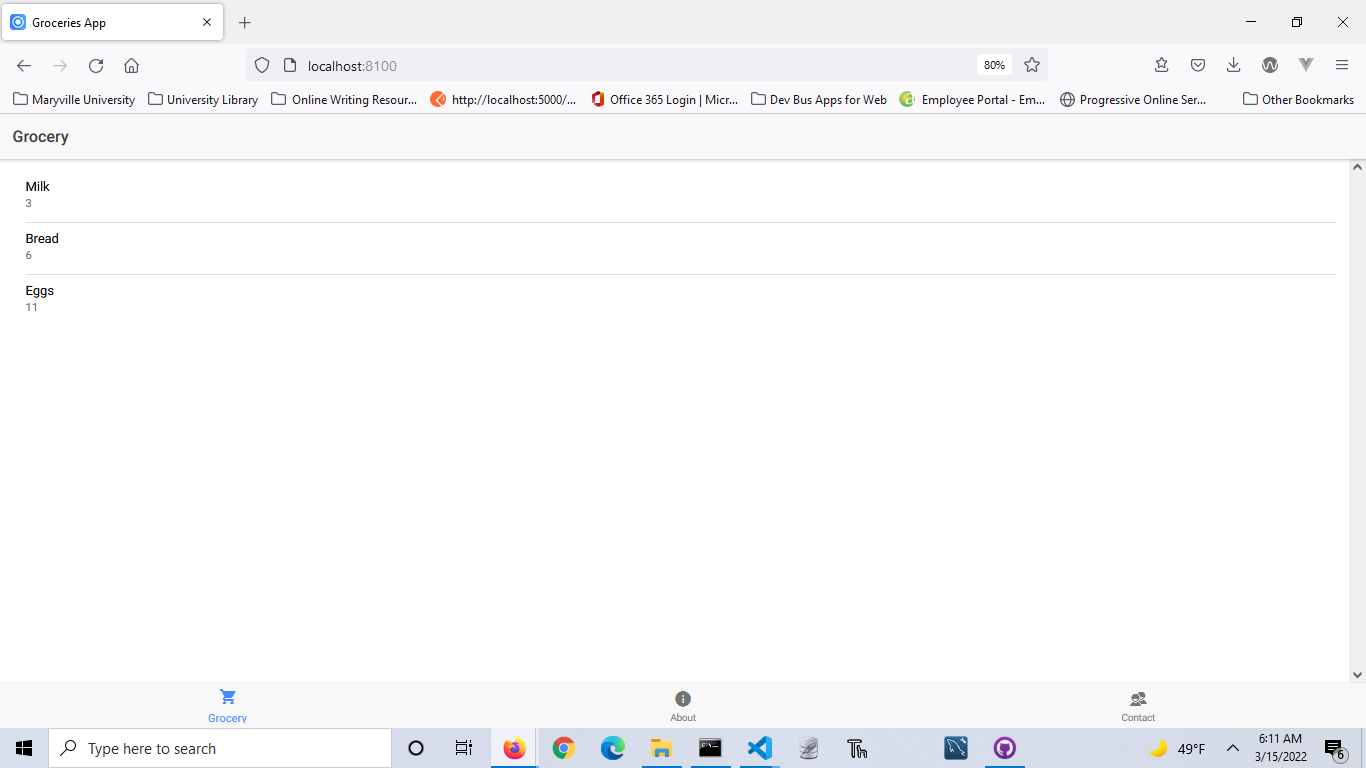 Groceries App
localhost:8100
80%
Maryville University
University Library
Online Writing Resour...
http://localhost:5000/...
Office 365 Login | Micr...
Dev Bus Apps for Web
Employee Portal - Em...
Progressive Online Ser...
Other Bookmarks
Grocery
Milk
3
Bread
6
Eggs
11
Grocery
About
Contact
Type here to search
49°F
6:11 AM
3/15/2022
6